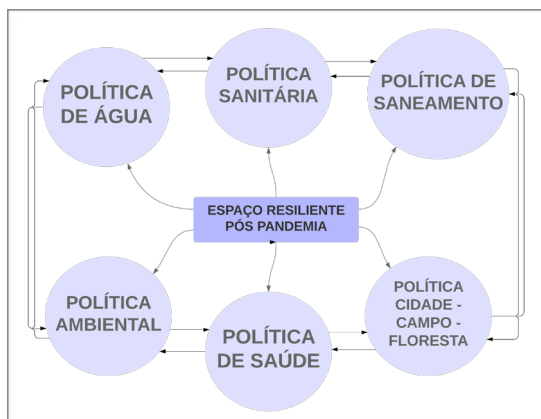 POLÍTICA
DE ÁGUA
POLÍTICA
SANITÁRIA
POLÍTICA DE
SANEAMENTO
ESPAÇO RESILIENTE
PÓS PANDEMIA
POLÍTICA
AMBIENTAL
POLÍTICA
DE SAÚDE
POLÍTICA
CIDADE -
CAMPO -
FLORESTA